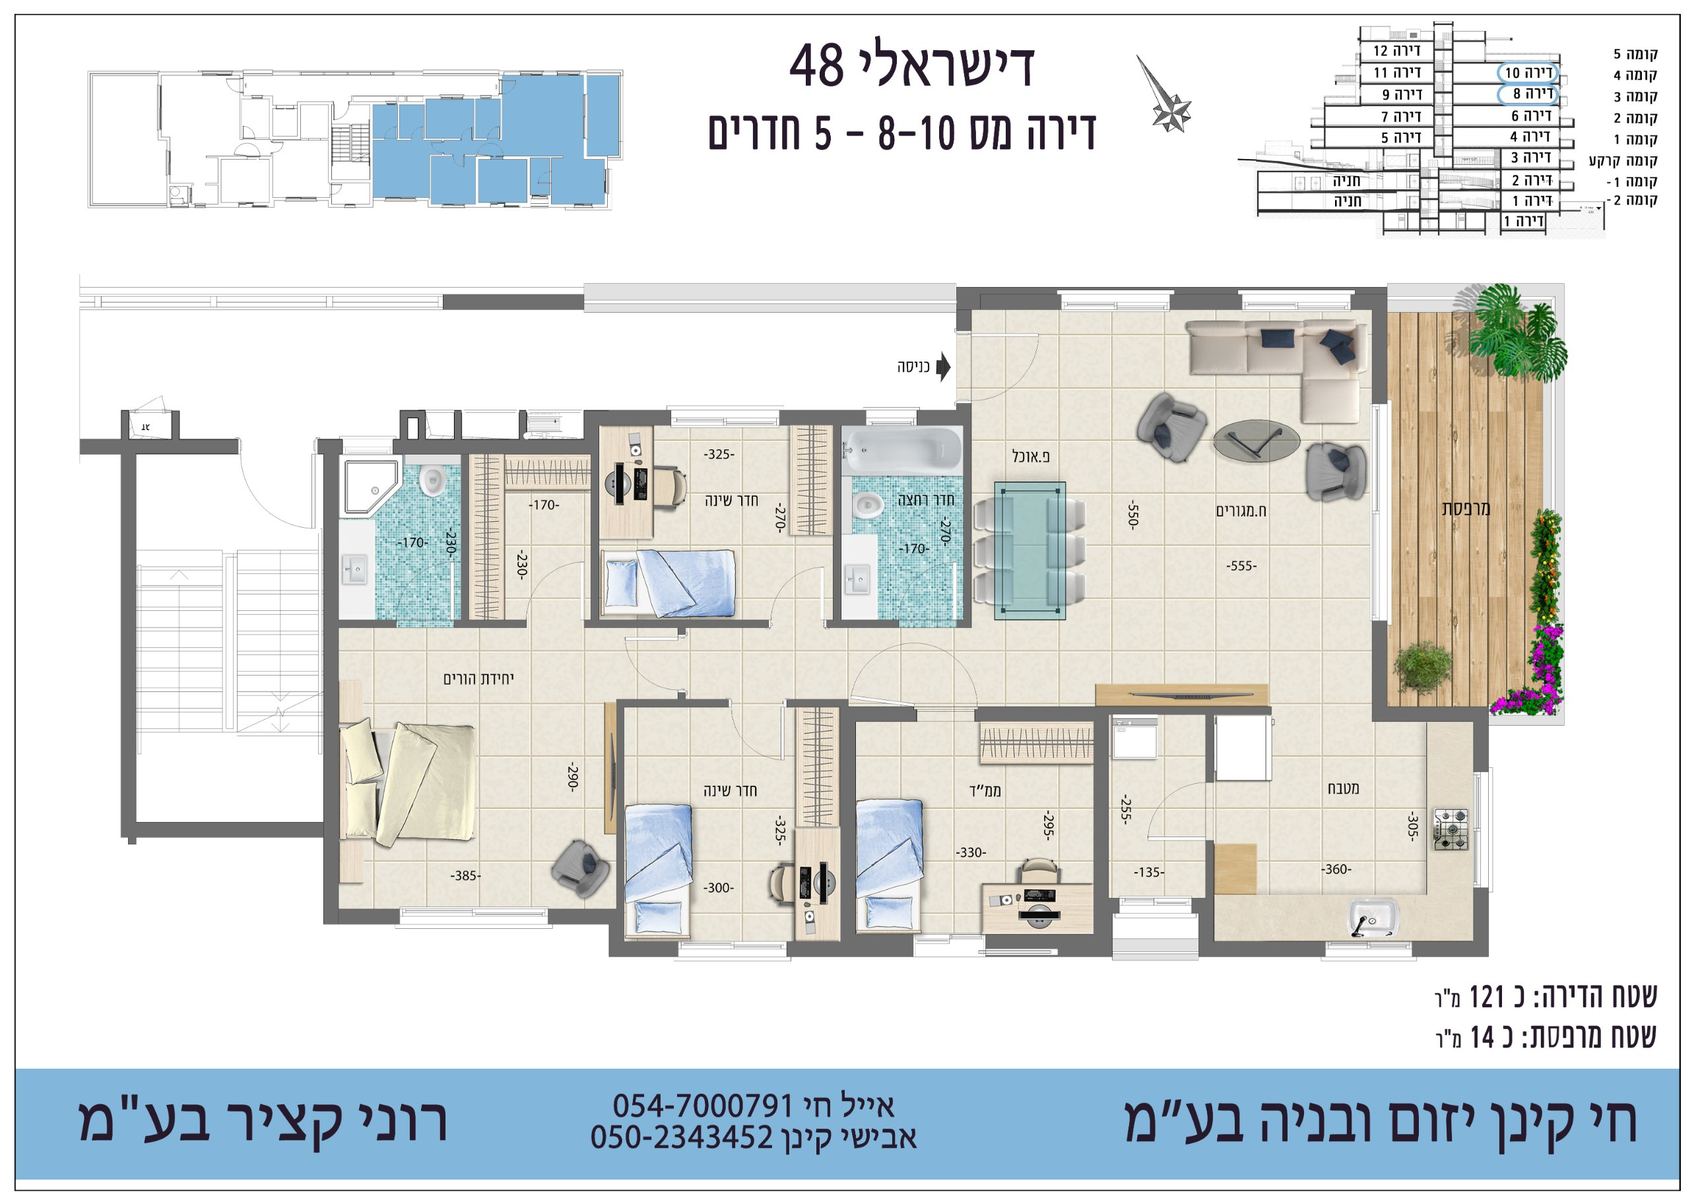 דישראלי 48
דירה מס 8-10 - 5 חדרים
דירה 12
דירה 11
דירה 10
דירה 9
דירה 8
דירה 7
דירה 6
דירה 5
דירה 4
דירה 3
חניה
דירה 2
חניה
דירה 1
דירה 1
קומה 5
קומה 4
קומה 3
קומה 2
קומה 1
קומה קרקע
קומה 1-
קומה 2-
כניסה
פ.אוכל
ח.מגורים
-550-
-555-
מרפסת
חדר רחצה
-270-
-170-
-325-
חדר שינה
-270-
-170-
-230-
-170-
-230-
יחידת הורים
-290-
-385-
חדר שינה
-325-
-300-
ממ״ד
-295-
-330-
-255-
-135-
מטבח
-305-
-360-
שטח הדירה: כ 121 מ"ר
שטח מרפסת: כ 14 מ"ר
חי קינן יזום ובניה בע״מ
אייל חי 054-7000791
אבישי קינן 050-2343452
רוני קציר בע"מ